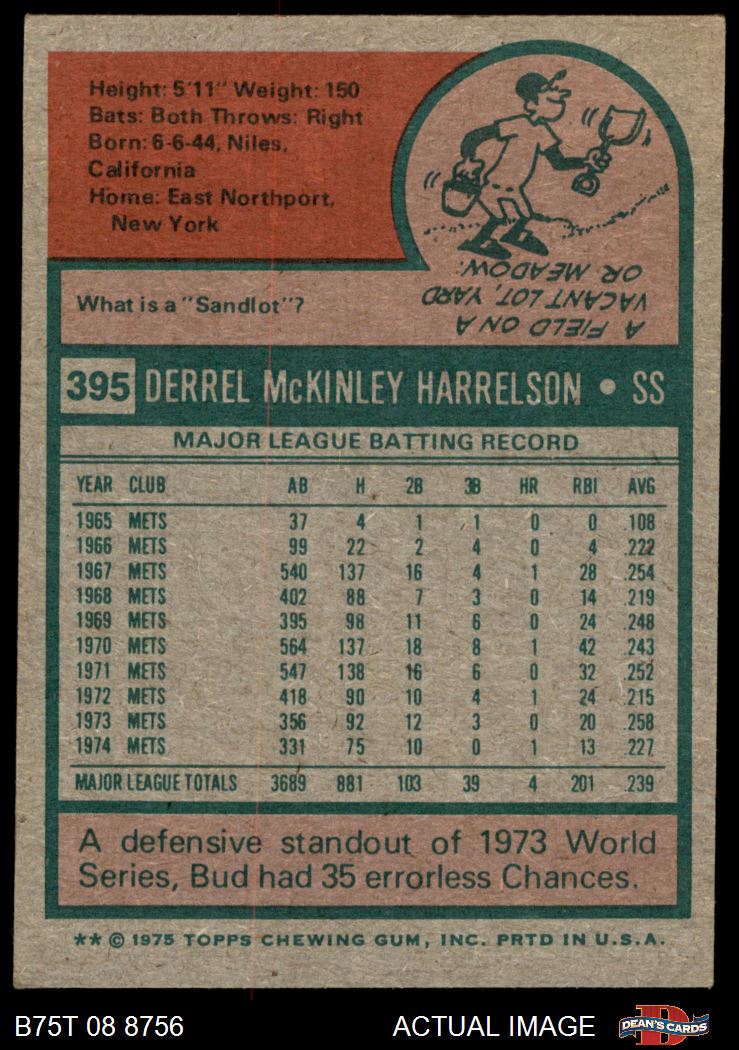 Height: 5'11" Weight: 150
Bats: Both Throws: Right
Born: 6-6-44, Niles,
California
Home: East Northport,
New York
What is a "Sandlot"?
A FIELD ON A
VACANT LOT, YARD
OR MEADOW.
395 DERREL McKINLEY HARRELSON • SS
MAJOR LEAGUE BATTING RECORD
YEAR CLUB AB H 2B 3B HR RBI AVG
1965 METS 37 4 1 1 0 0 .108
1966 METS 99 22 2 4 0 4 .222
1967 METS 540 137 16 4 1 28 .254
1968 METS 402 88 7 3 0 14 .219
1969 METS 395 98 11 6 0 24 .248
1970 METS 564 137 18 8 1 42 .243
1971 METS 547 138 16 6 0 32 .252
1972 METS 418 90 10 4 1 24 .215
1973 METS 356 92 12 3 0 20 .258
1974 METS 331 75 10 0 1 13 .227
MAJOR LEAGUE TOTALS 3689 881 103 39 4 201 .239
A defensive standout of 1973 World
Series, Bud had 35 errorless Chances.
** © 1975 TOPPS CHEWING GUM, INC. PRTD IN U.S.A.
B75T 08 8756 ACTUAL IMAGE D DEAN'S CARDS